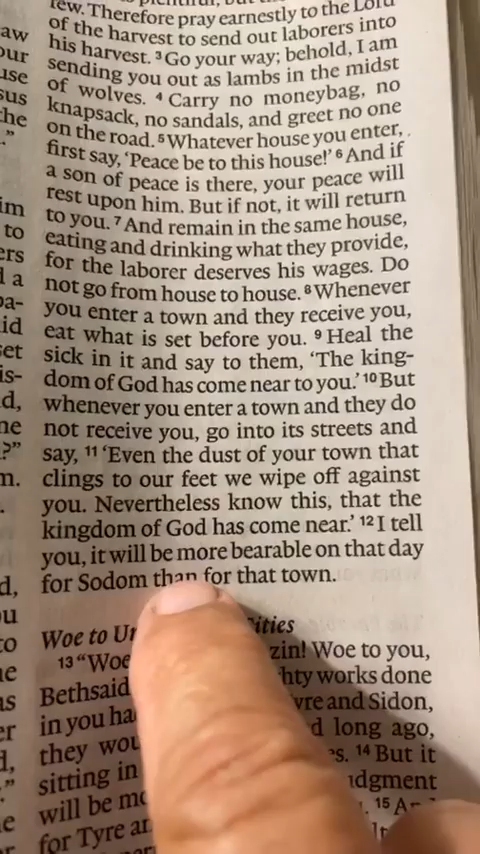 few. Therefore pray earnestly to the Lord
of the harvest to send out laborers into
his harvest. ³ Go your way; behold, I am
sending you out as lambs in the midst
of wolves. ⁴ Carry no moneybag, no
knapsack, no sandals, and greet no one
on the road. ⁵ Whatever house you enter,
first say, ‘Peace be to this house!’ ⁶ And if
a son of peace is there, your peace will
rest upon him. But if not, it will return
to you. ⁷ And remain in the same house,
eating and drinking what they provide,
for the laborer deserves his wages. Do
not go from house to house. ⁸ Whenever
you enter a town and they receive you,
eat what is set before you. ⁹ Heal the
sick in it and say to them, ‘The king-
dom of God has come near to you.’ ¹⁰ But
whenever you enter a town and they do
not receive you, go into its streets and
say, ¹¹ ‘Even the dust of your town that
clings to our feet we wipe off against
you. Nevertheless know this, that the
kingdom of God has come near.’ ¹² I tell
you, it will be more bearable on that day
for Sodom than for that town.
Woe to Cities
¹³ “Woe zin! Woe to you,
Bethsaid hty works done
in you ha yre and Sidon,
they wou d long ago,
sitting in es. ¹⁴ But it
will be mo udgment
for Tyre an ¹⁵ An